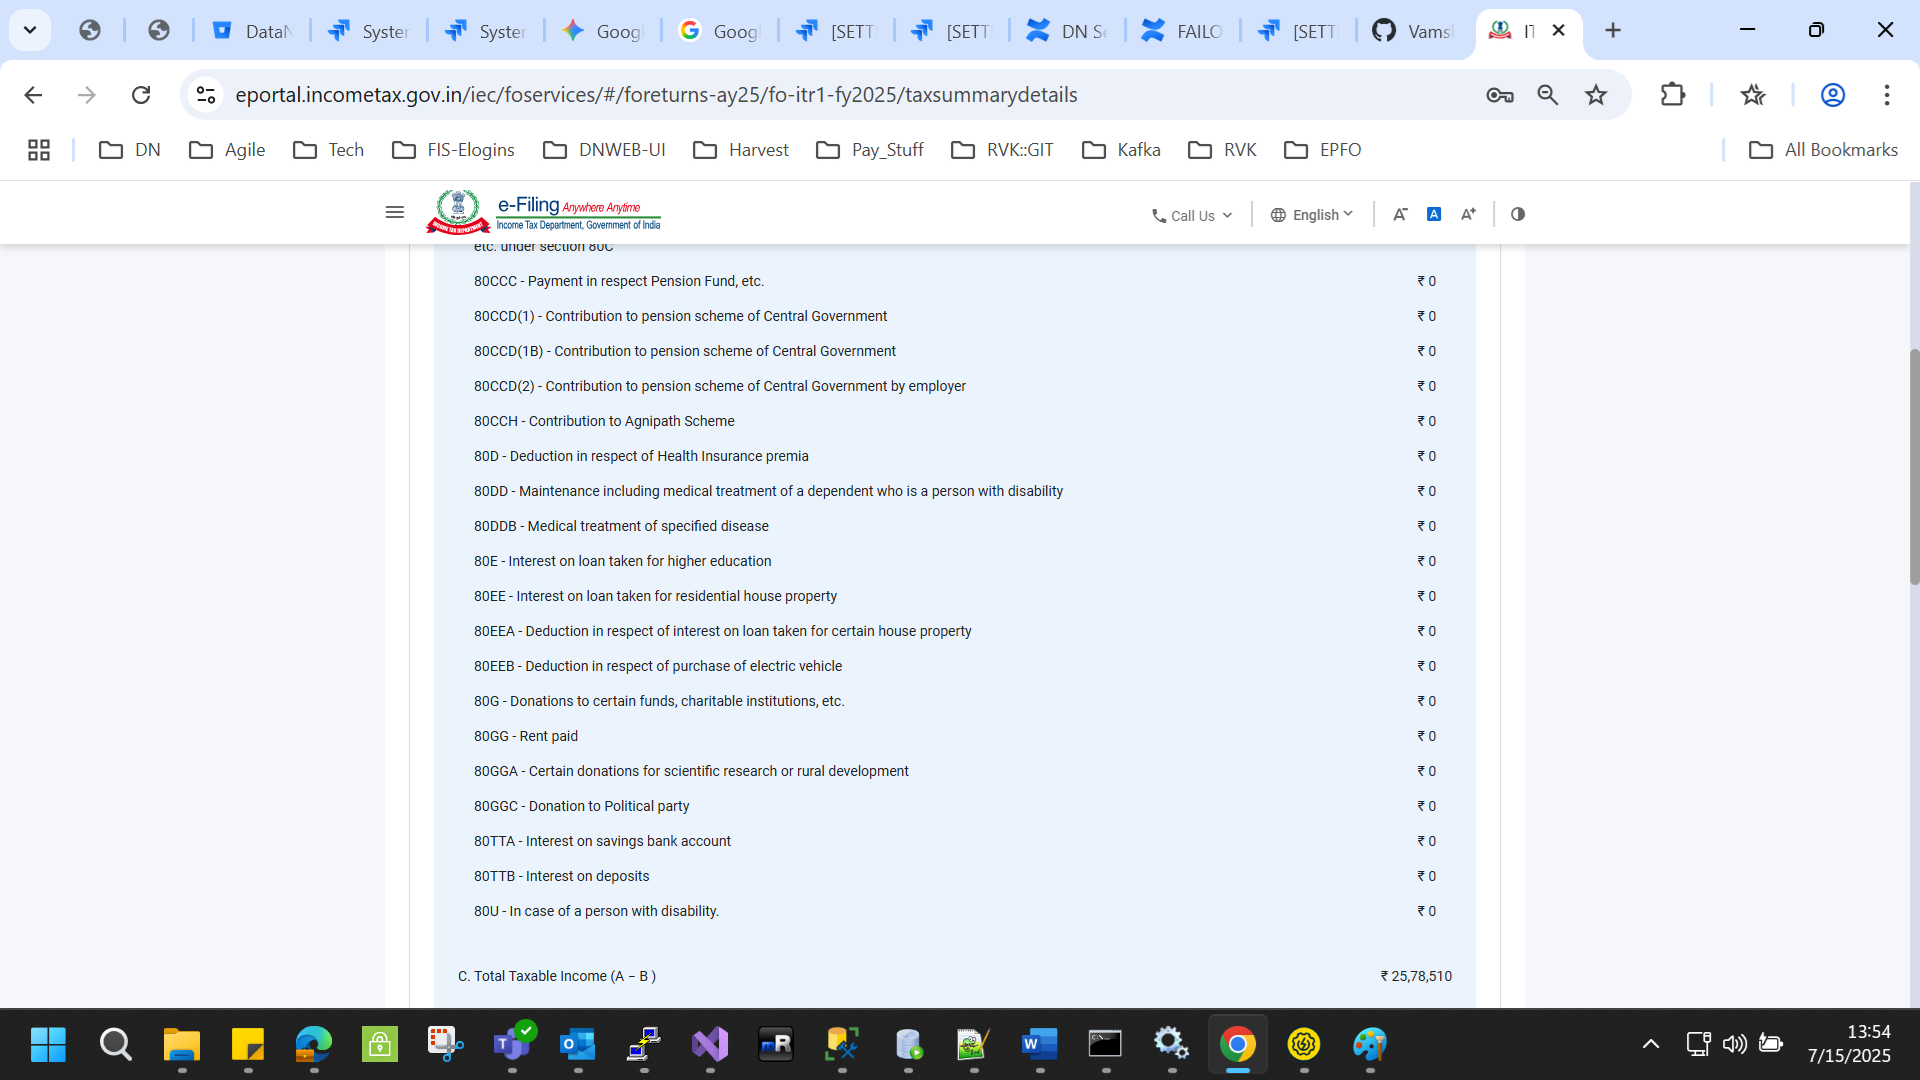 DataN
Syster
Syster
Goog
Goog
[SETT
[SETT
DN Se
FAILO
[SETT
Vamsi
IT
eportal.incometax.gov.in/iec/foservices/#/foreturns-ay25/fo-itr1-fy2025/taxsummarydetails
DN
Agile
Tech
FIS-Elogins
DNWEB-UI
Harvest
Pay_Stuff
RVK::GIT
Kafka
RVK
EPFO
All Bookmarks
e-Filing Anywhere Anytime
Income Tax Department, Government of India
Call Us
English
A-
A
A+
etc. under section 80C
80CCC - Payment in respect Pension Fund, etc. ₹ 0
80CCD(1) - Contribution to pension scheme of Central Government ₹ 0
80CCD(1B) - Contribution to pension scheme of Central Government ₹ 0
80CCD(2) - Contribution to pension scheme of Central Government by employer ₹ 0
80CCH - Contribution to Agnipath Scheme ₹ 0
80D - Deduction in respect of Health Insurance premia ₹ 0
80DD - Maintenance including medical treatment of a dependent who is a person with disability ₹ 0
80DDB - Medical treatment of specified disease ₹ 0
80E - Interest on loan taken for higher education ₹ 0
80EE - Interest on loan taken for residential house property ₹ 0
80EEA - Deduction in respect of interest on loan taken for certain house property ₹ 0
80EEB - Deduction in respect of purchase of electric vehicle ₹ 0
80G - Donations to certain funds, charitable institutions, etc. ₹ 0
80GG - Rent paid ₹ 0
80GGA - Certain donations for scientific research or rural development ₹ 0
80GGC - Donation to Political party ₹ 0
80TTA - Interest on savings bank account ₹ 0
80TTB - Interest on deposits ₹ 0
80U - In case of a person with disability. ₹ 0
C. Total Taxable Income (A – B ) ₹ 25,78,510
mR
13:54
7/15/2025